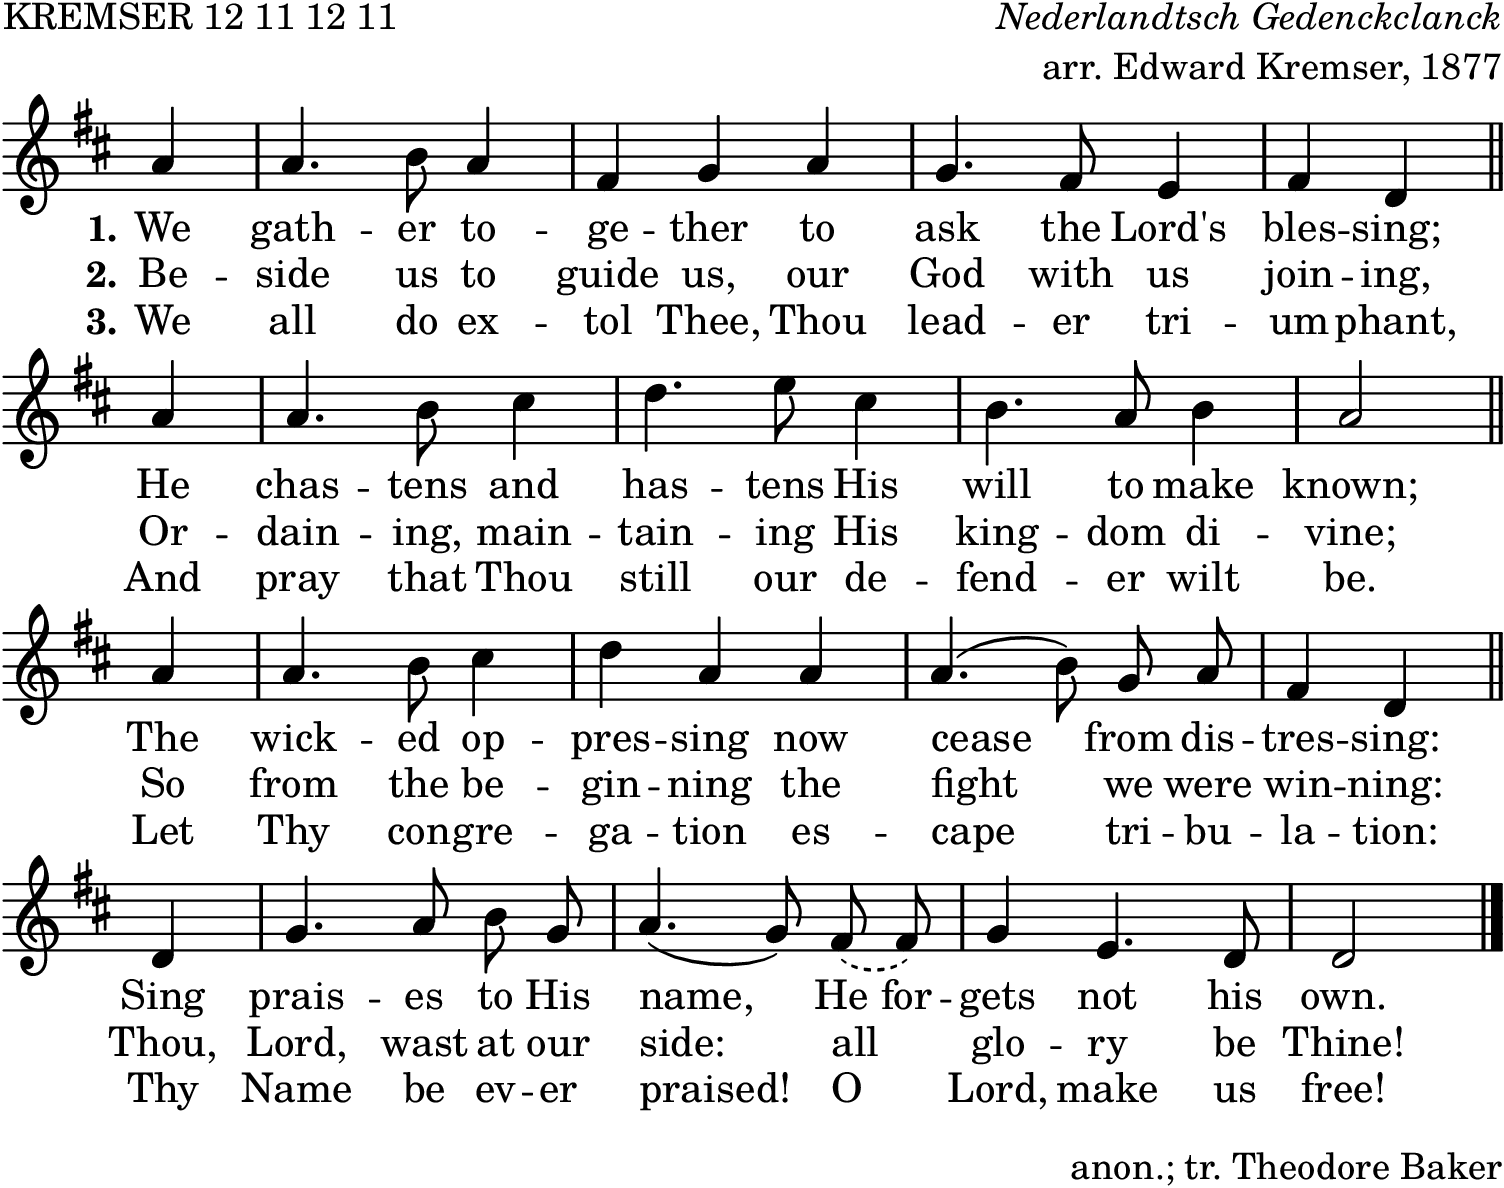 KREMSER 12 11 12 11
Nederlandtsch Gedenckclanck
arr. Edward Kremser, 1877
1. We gath - er to - ge - ther to ask the Lord's bles - sing;
2. Be - side us to guide us, our God with us join - ing,
3. We all do ex - tol Thee, Thou lead - er tri - um phant,
He chas - tens and has - tens His will to make known;
Or - dain - ing, main - tain - ing His king - dom di - vine;
And pray that Thou still our de - fend - er wilt be.
The wick - ed op - pres - sing now cease from dis - tres - sing:
So from the be - gin - ning the fight we were win - ning:
Let Thy congre - ga - tion es - cape tri - bu - la - tion:
Sing prais - es to His name, He for - gets not his own.
Thou, Lord, wast at our side: all glo - ry be Thine!
Thy Name be ev - er praised! O Lord, make us free!
anon.; tr. Theodore Baker